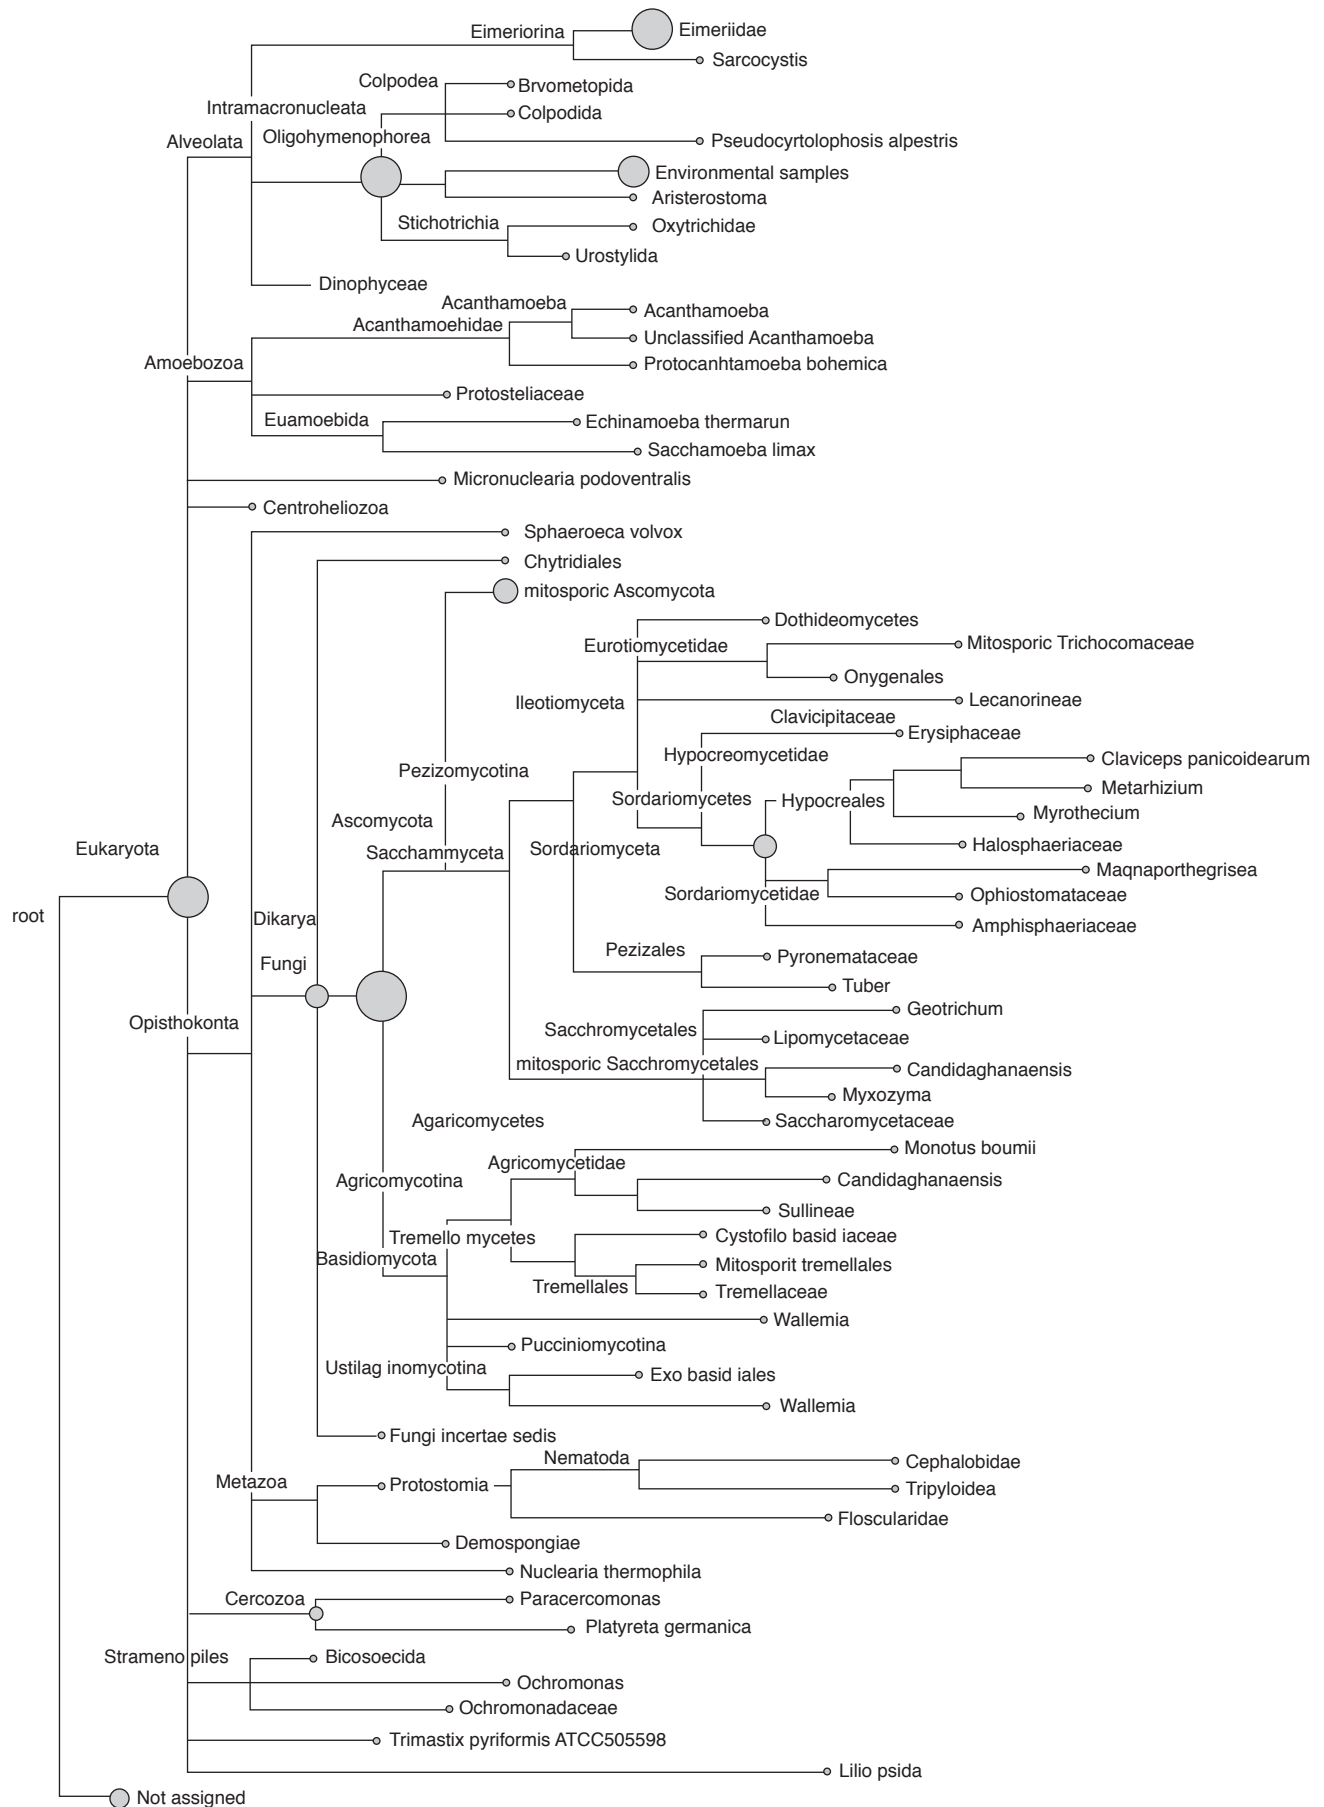 Eimeriorina
Eimeriidae
Sarcocystis
Colpodea
Brvometopida
Intramacronucleata
Colpodida
Oligohymenophorea
Alveolata
Pseudocyrtolophosis alpestris
Environmental samples
Aristerostoma
Stichotrichia
Oxytrichidae
Urostylida
Dinophyceae
Acanthamoeba
Acanthamoeba
Acanthamoehidae
Unclassified Acanthamoeba
Amoebozoa
Protocanhtamoeba bohemica
Protosteliaceae
Euamoebida
Echinamoeba thermarun
Sacchamoeba limax
Micronuclearia podoventralis
Centroheliozoa
Sphaeroeca volvox
Chytridiales
mitosporic Ascomycota
Dothideomycetes
Eurotiomycetidae
Mitosporic Trichocomaceae
Onygenales
Ileotiomyceta
Lecanorineae
Clavicipitaceae
Erysiphaceae
Hypocreomycetidae
Claviceps panicoidearum
Pezizomycotina
Metarhizium
Sordariomycetes
Hypocreales
Myrothecium
Ascomycota
Halosphaeriaceae
Eukaryota
Sacchammyceta
Sordariomyceta
Maqnaporthegrisea
Sordariomycetidae
Ophiostomataceae
root
Dikarya
Amphisphaeriaceae
Pezizales
Pyronemataceae
Fungi
Tuber
Geotrichum
Opisthokonta
Sacchromycetales
Lipomycetaceae
mitosporic Sacchromycetales
Candidaghanaensis
Myxozyma
Agaricomycetes
Saccharomycetaceae
Monotus boumii
Agricomycetidae
Agricomycotina
Candidaghanaensis
Sullineae
Tremello mycetes
Cystofilo basid iaceae
Basidiomycota
Mitosporit tremellales
Tremellales
Tremellaceae
Wallemia
Pucciniomycotina
Ustilag inomycotina
Exo basid iales
Wallemia
Fungi incertae sedis
Nematoda
Cephalobidae
Metazoa
Protostomia
Tripyloidea
Floscularidae
Demospongiae
Nuclearia thermophila
Cercozoa
Paracercomonas
Platyreta germanica
Strameno piles
Bicosoecida
Ochromonas
Ochromonadaceae
Trimastix pyriformis ATCC505598
Lilio psida
Not assigned